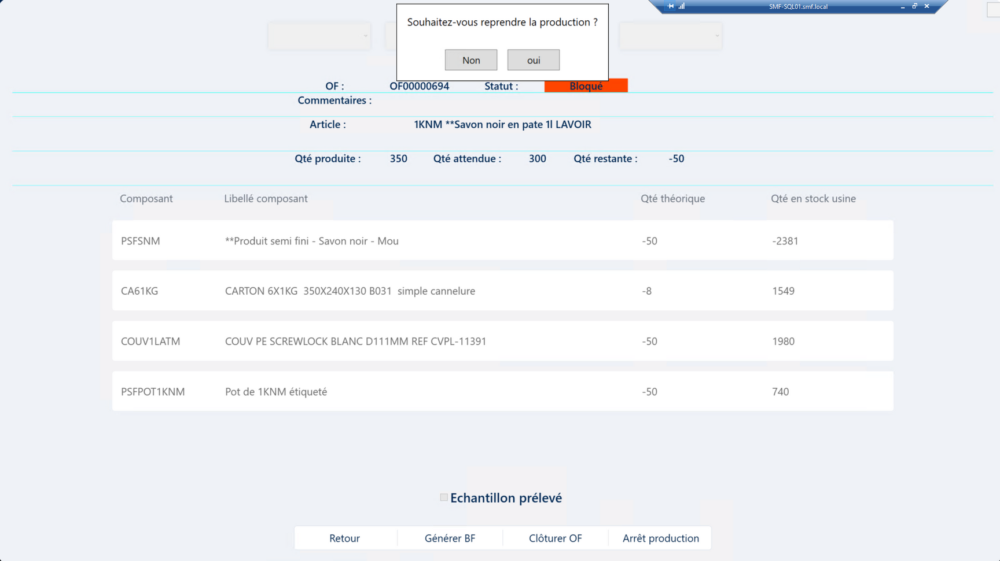 SMF-SQL01.smf.local
Souhaitez-vous reprendre la production ?
Non oui
OF : OF00000694 Statut : Bloqué
Commentaires :
Article : 1KNM **Savon noir en pate 1l LAVOIR
Qté produite : 350 Qté attendue : 300 Qté restante : -50
Composant Libellé composant Qté théorique Qté en stock usine
PSFSNM **Produit semi fini - Savon noir - Mou -50 -2381
CA61KG CARTON 6X1KG 350X240X130 B031 simple cannelure -8 1549
COUV1LATM COUV PE SCREWLOCK BLANC D111MM REF CVPL-11391 -50 1980
PSFPOT1KNM Pot de 1KNM étiqueté -50 740
Echantillon prélevé
Retour Générer BF Clôturer OF Arrêt production